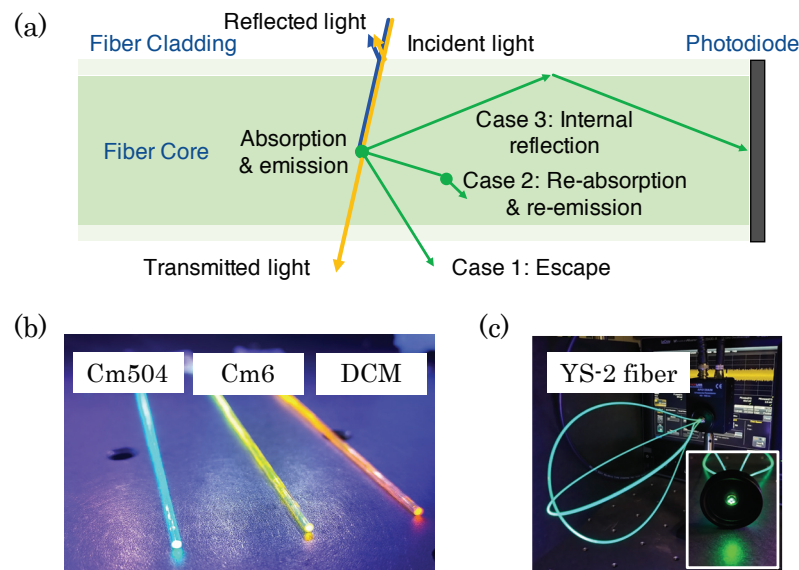 (a)
Reflected light
Fiber Cladding
Incident light
Photodiode
Fiber Core
Absorption
& emission
Case 3: Internal
reflection
Case 2: Re-absorption
& re-emission
Transmitted light
Case 1: Escape
(b)
Cm504
Cm6
DCM
(c)
YS-2 fiber